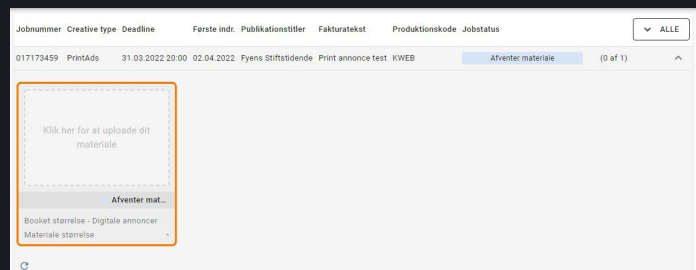 Jobnummer Creative type Deadline Første indr. Publikationstitler Fakturatekst Produktionskode Jobstatus ALLE
017173459 PrintAds 31.03.2022 20:00 02.04.2022 Fyens Stiftstidende Print annonce test KWEB Afventer materiale (0 af 1)
Klik her for at uploade dit
materiale
Afventer mat...
Booket størrelse - Digitale annoncer
Materiale størrelse -